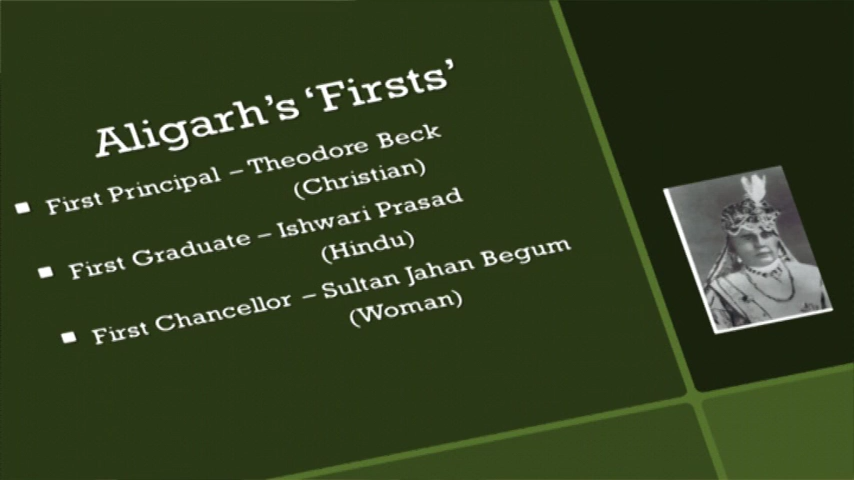 Aligarh's 'Firsts'
First Principal – Theodore Beck
(Christian)
First Graduate – Ishwari Prasad
(Hindu)
First Chancellor – Sultan Jahan Begum
(Woman)